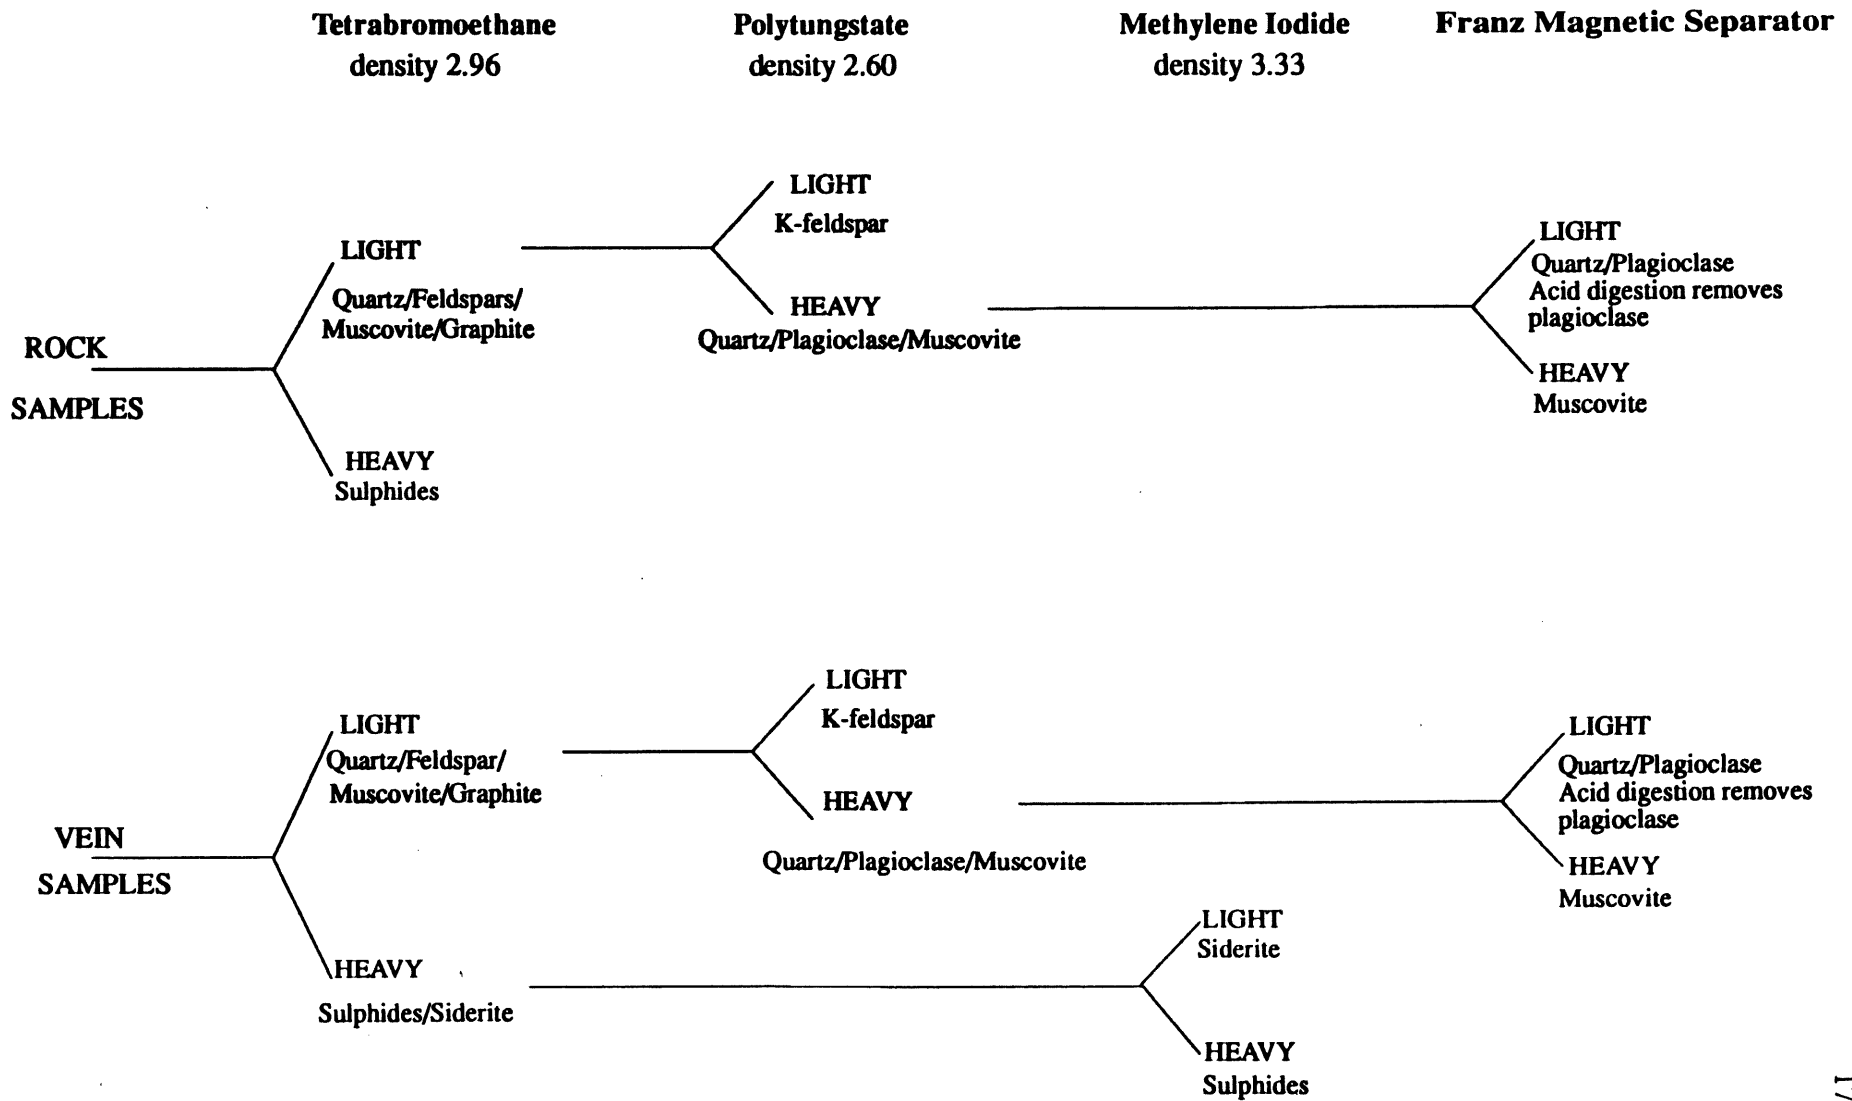 Tetrabromoethane
density 2.96
Polytungstate
density 2.60
Methylene Iodide
density 3.33
Franz Magnetic Separator
ROCK
SAMPLES
LIGHT
Quartz/Feldspars/
Muscovite/Graphite
HEAVY
Sulphides
LIGHT
K-feldspar
HEAVY
Quartz/Plagioclase/Muscovite
LIGHT
Quartz/Plagioclase
Acid digestion removes
plagioclase
HEAVY
Muscovite
VEIN
SAMPLES
LIGHT
Quartz/Feldspar/
Muscovite/Graphite
HEAVY
Sulphides/Siderite
LIGHT
K-feldspar
HEAVY
Quartz/Plagioclase/Muscovite
LIGHT
Siderite
HEAVY
Sulphides
LIGHT
Quartz/Plagioclase
Acid digestion removes
plagioclase
HEAVY
Muscovite